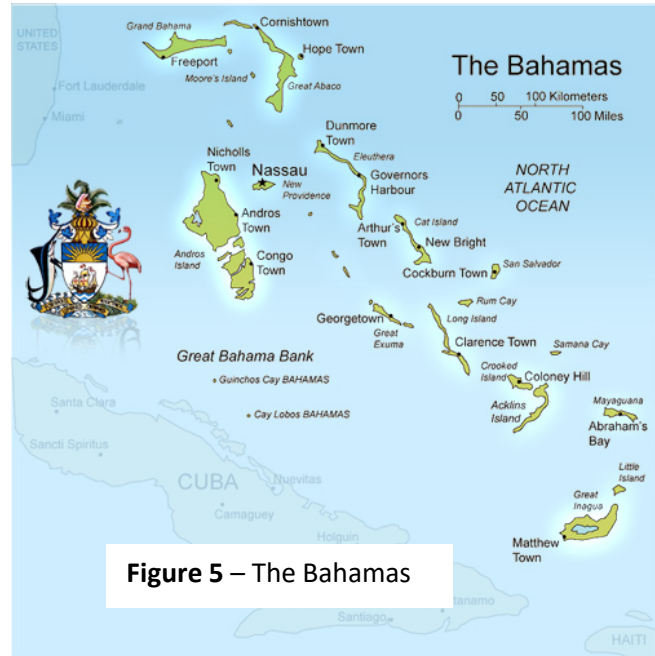 UNITED
STATES
Grand Bahama
Cornishtown
Hope Town
Freeport
Moore's Island
Great Abaco
Fort Lauderdale
Miami
The Bahamas
0 50 100 Kilometers
0 50 100 Miles
Dunmore
Town
Nicholls
Town
Nassau
New
Providence
Eleuthera
Governors
Harbour
NORTH
ATLANTIC
OCEAN
Andros
Town
Arthur's
Town
Cat Island
New Bright
Andros
Island
Congo
Town
Cockburn Town
San Salvador
Rum Cay
Georgetown
Great
Exuma
Long Island
Clarence Town
Samana Cay
Great Bahama Bank
Guinchos Cay BAHAMAS
Crooked
Island
Coloney Hill
Acklins
Island
Mayaguana
Abraham's
Bay
Santa Clara
Cay Lobos BAHAMAS
Sancti Spiritus
CUBA
Nuevitas
Camaguey
Little
Island
Great
Inagua
Holguin
Matthew
Town
Figure 5 – The Bahamas
tanamo
Santiago
HAITI